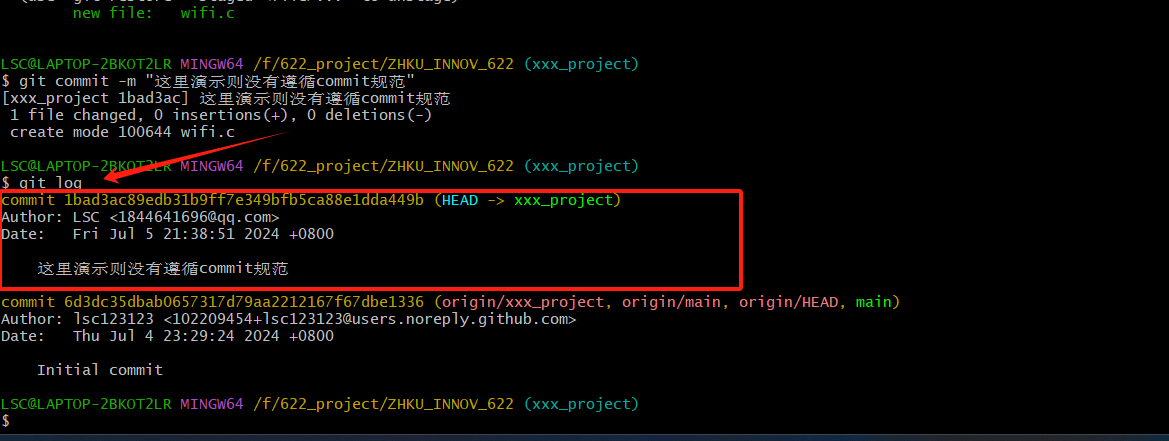 new file:   wifi.c
LSC@LAPTOP-2BKOT2LR MINGW64 /f/622_project/ZHKU_INNOV_622 (xxx_project)
$ git commit -m "这里演示则没有遵循commit规范"
[xxx_project 1bad3ac] 这里演示则没有遵循commit规范
 1 file changed, 0 insertions(+), 0 deletions(-)
 create mode 100644 wifi.c
LSC@LAPTOP-2BKOT2LR MINGW64 /f/622_project/ZHKU_INNOV_622 (xxx_project)
$ git log
commit 1bad3ac89edb31b9ff7e349bfb5ca88e1dda449b (HEAD -> xxx_project)
Author: LSC <1844641696@qq.com>
Date:   Fri Jul 5 21:38:51 2024 +0800
    这里演示则没有遵循commit规范
commit 6d3dc35dbab0657317d79aa2212167f67dbe1336 (origin/xxx_project, origin/main, origin/HEAD, main)
Author: lsc123123 <102209454+lsc123123@users.noreply.github.com>
Date:   Thu Jul 4 23:29:24 2024 +0800
    Initial commit
LSC@LAPTOP-2BKOT2LR MINGW64 /f/622_project/ZHKU_INNOV_622 (xxx_project)
$